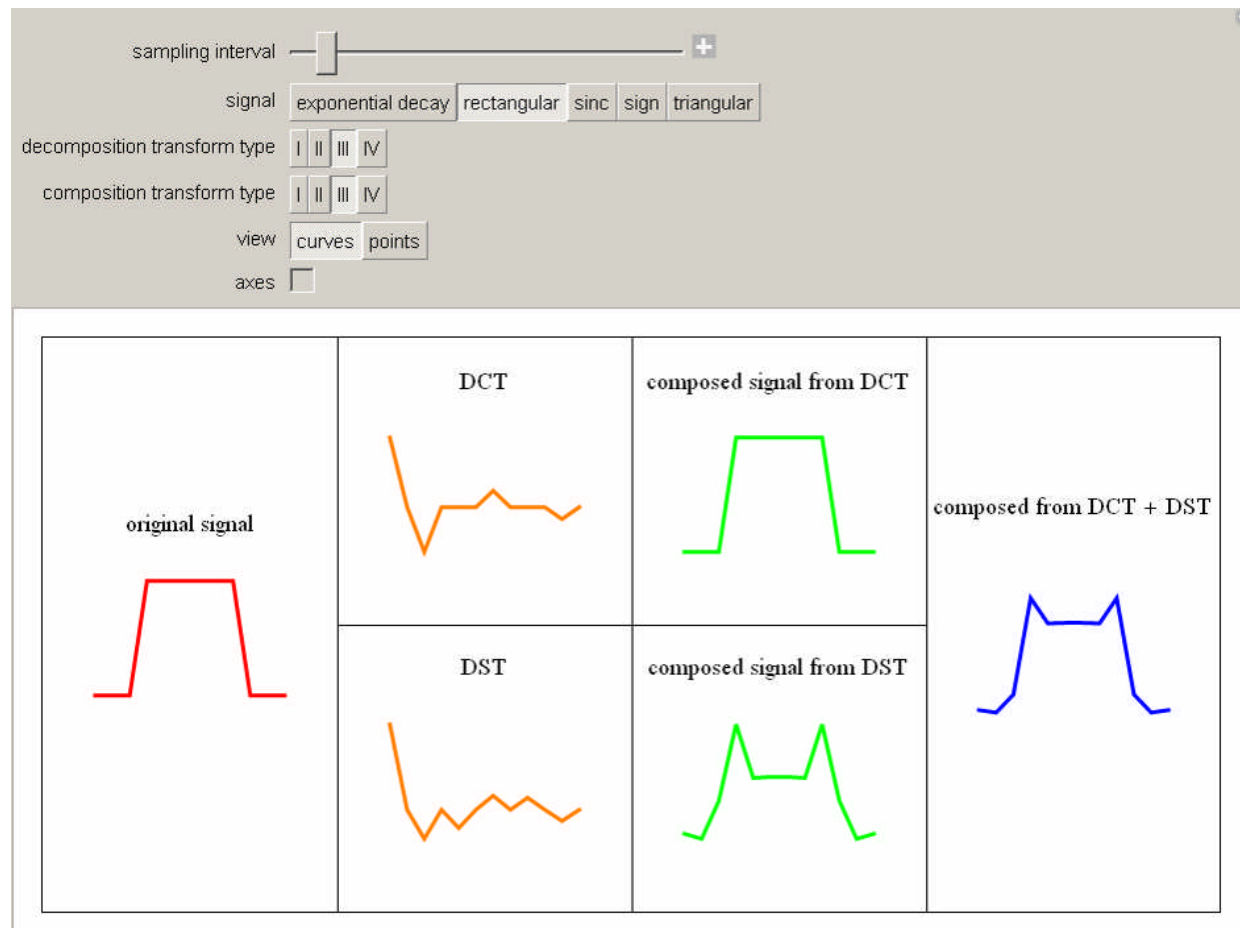 sampling interval
signal exponential decay rectangular sinc sign triangular
decomposition transform type I II III IV
composition transform type I II III IV
view curves points
axes
original signal
DCT
DST
composed signal from DCT
composed signal from DST
composed from DCT + DST